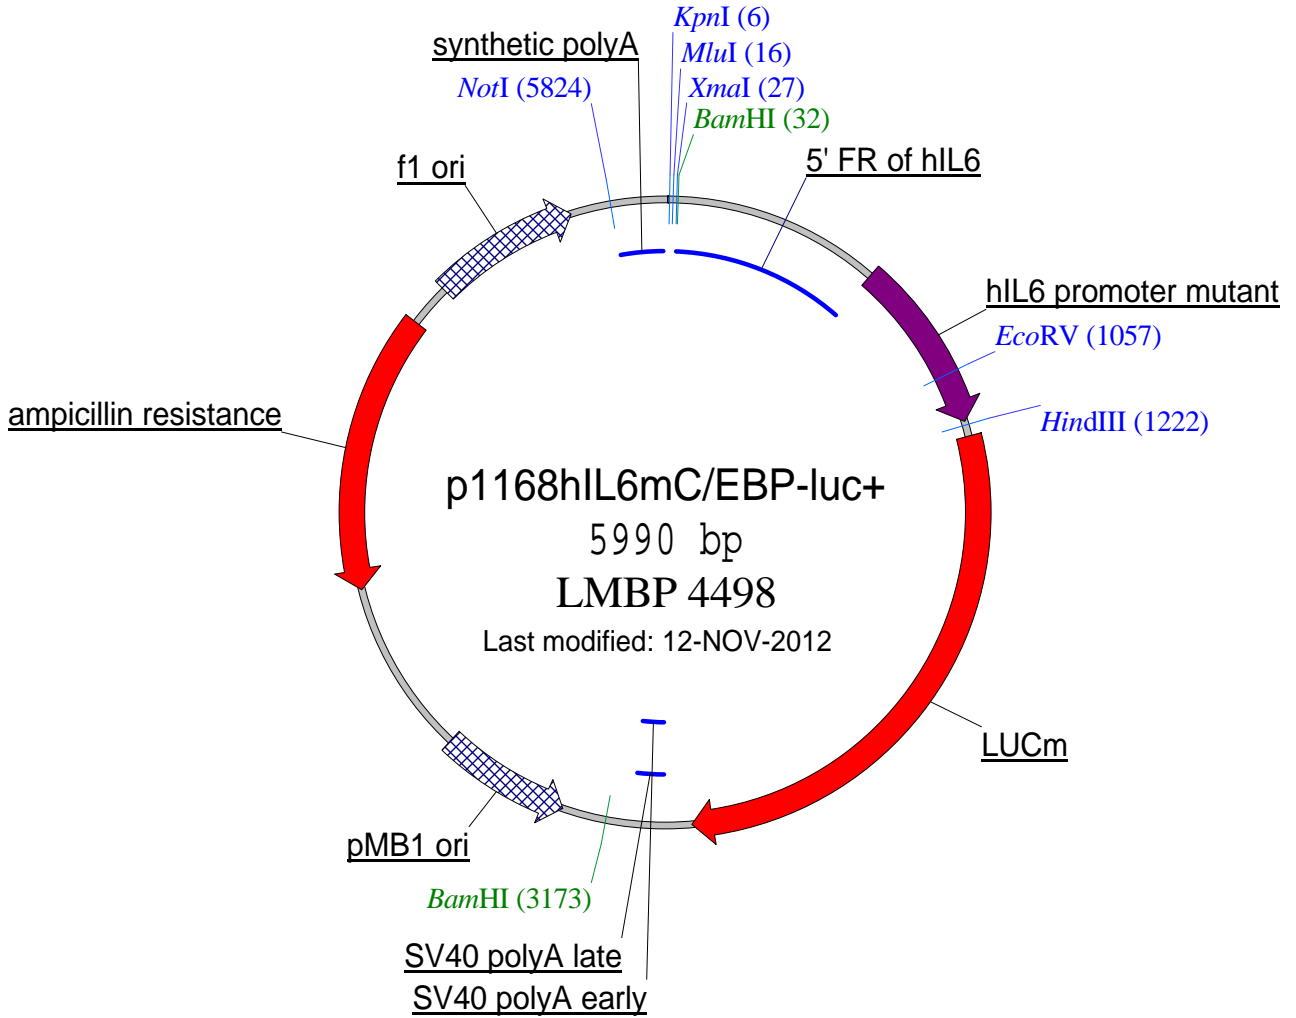 KpnI (6)
synthetic polyA
MluI (16)
NotI (5824)
XmaI (27)
BamHI (32)
f1 ori
5' FR of hIL6
hIL6 promoter mutant
EcoRV (1057)
ampicillin resistance
HindIII (1222)
p1168hIL6mC/EBP-luc+
5990 bp
LMBP 4498
Last modified: 12-NOV-2012
LUCm
pMB1 ori
BamHI (3173)
SV40 polyA late
SV40 polyA early